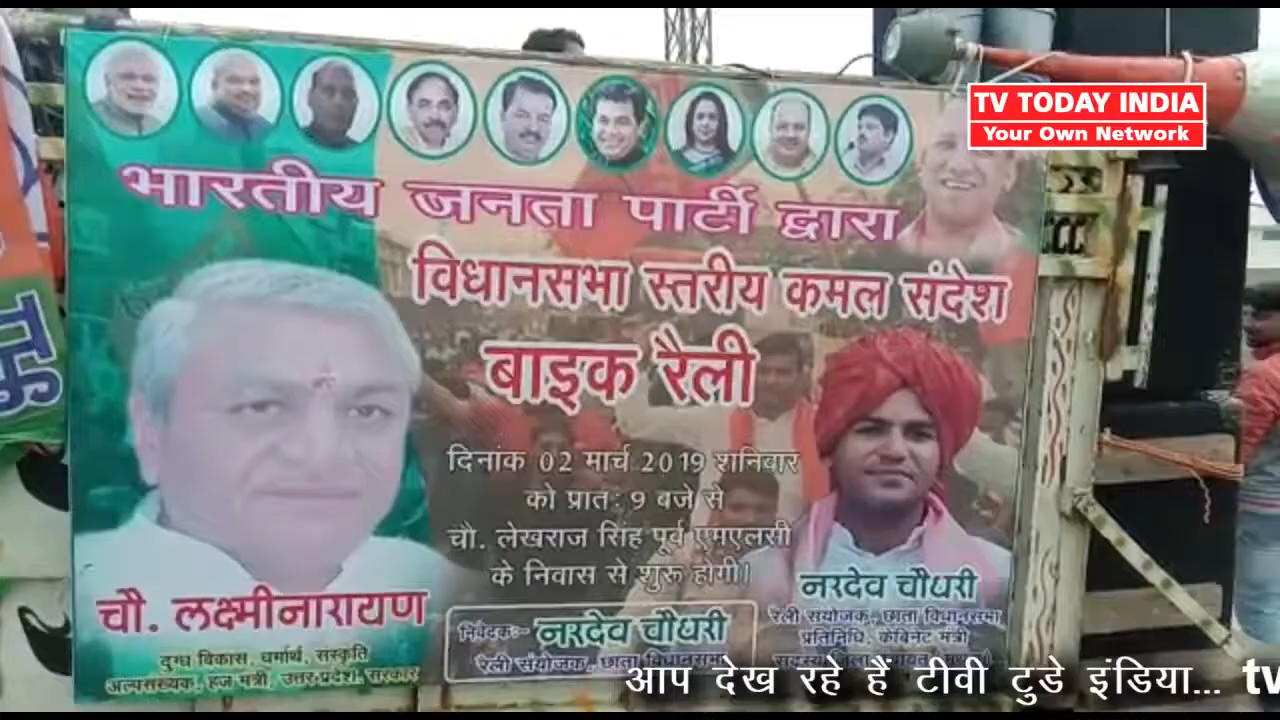 TV TODAY INDIA
Your Own Network
भारतीय जनता पार्टी द्वारा
विधानसभा स्तरीय कमल संदेश
बाइक रैली
दिनांक 02 मार्च 2019 शनिवार
को प्रात: 9 बजे से
चौ. लेखराज सिंह पूर्व एमएलसी
के निवास से शुरू होगी।
चौ. लक्ष्मीनारायण
दुग्ध विकास, धर्मार्थ, संस्कृति
अल्पसंख्यक, हज मंत्री, उत्तर प्रदेश, सरकार
निवेदक:- नरदेव चौधरी
रैली संयोजक, छाता विधानसभा
नरदेव चौधरी
रैली संयोजक, छाता विधानसभा
प्रतिनिधि, कैबिनेट मंत्री
सदस्य जिला
आप देख रहे हैं टीवी टुडे इंडिया... tv